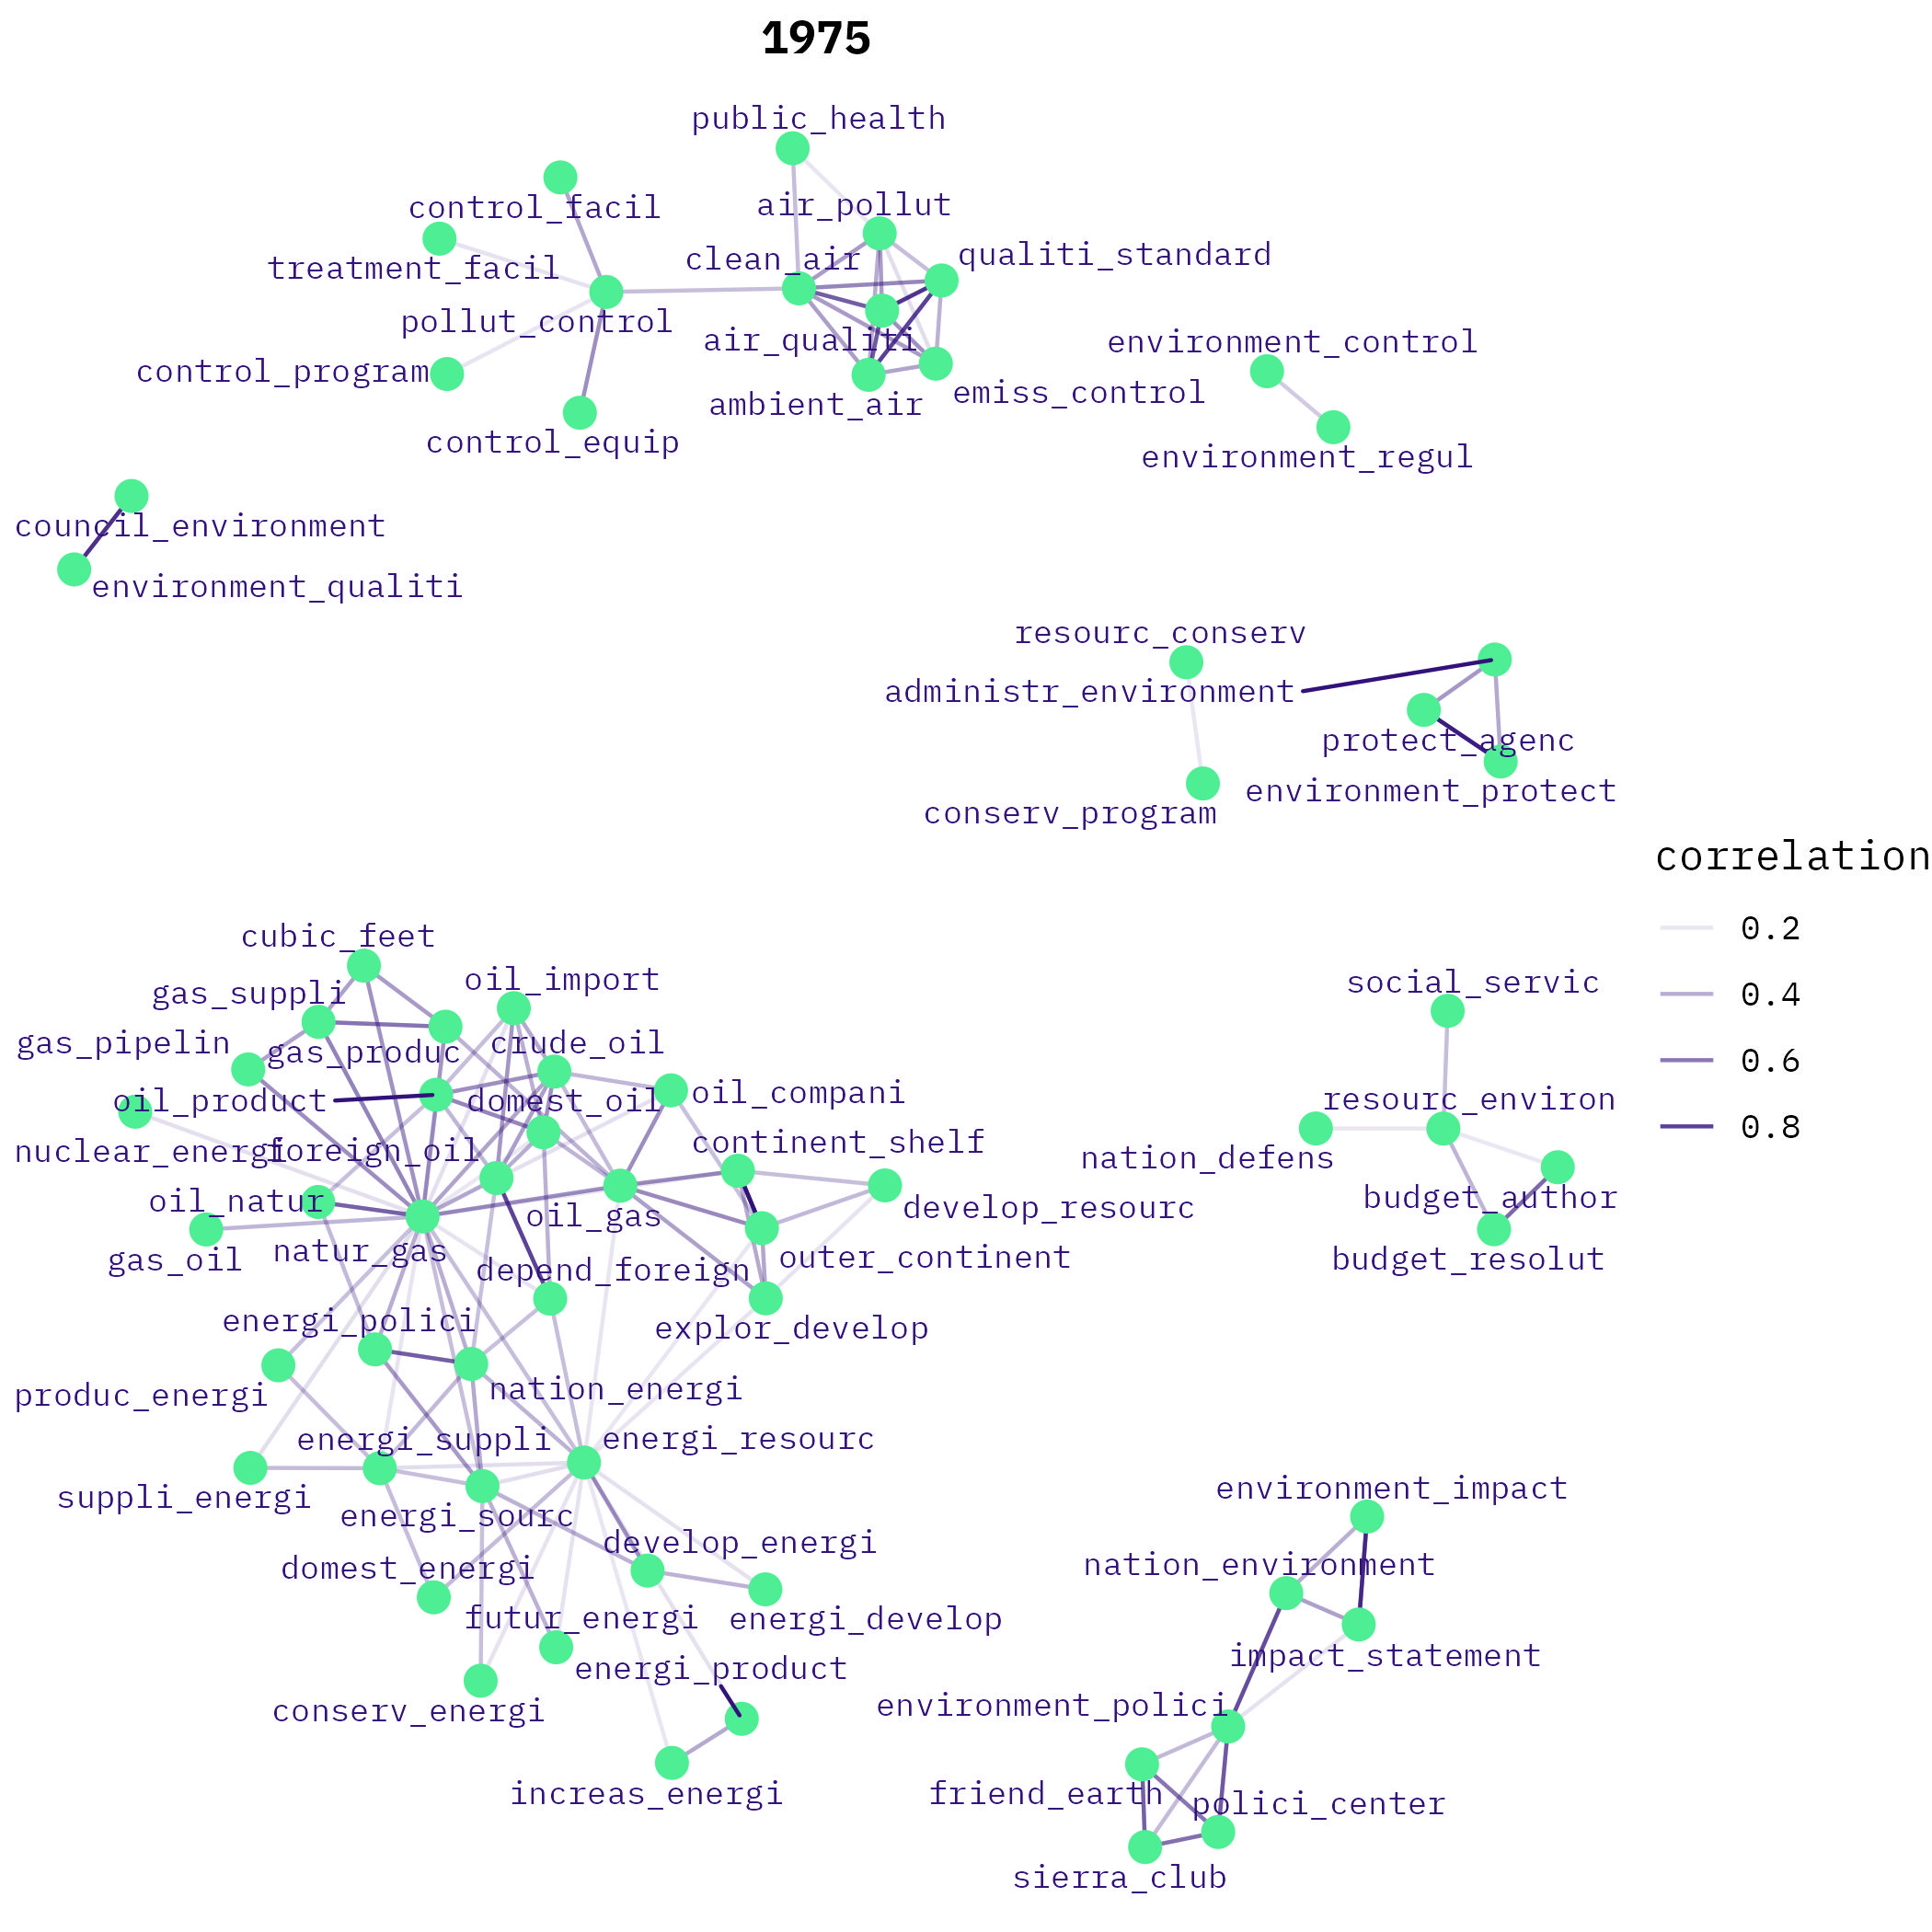 1975
public_health
control_facil
air_pollut
treatment_facil
clean_air
qualiti_standard
pollut_control
air_qualiti
environment_control
control_program
ambient_air
emiss_control
control_equip
environment_regul
council_environment
environment_qualiti
resourc_conserv
administr_environment
protect_agenc
environment_protect
conserv_program
correlation
0.2
0.4
0.6
0.8
cubic_feet
gas_suppli
oil_import
gas_pipelin
gas_produc
crude_oil
oil_product
domest_oil
oil_compani
nuclear_energi
foreign_oil
continent_shelf
oil_natur
oil_gas
develop_resourc
gas_oil
natur_gas
depend_foreign
outer_continent
energi_polici
explor_develop
produc_energi
nation_energi
energi_suppli
energi_resourc
suppli_energi
energi_sourc
develop_energi
domest_energi
futur_energi
energi_develop
energi_product
conserv_energi
increas_energi
social_servic
resourc_environ
nation_defens
budget_author
budget_resolut
environment_impact
nation_environment
impact_statement
environment_polici
friend_earth
polici_center
sierra_club